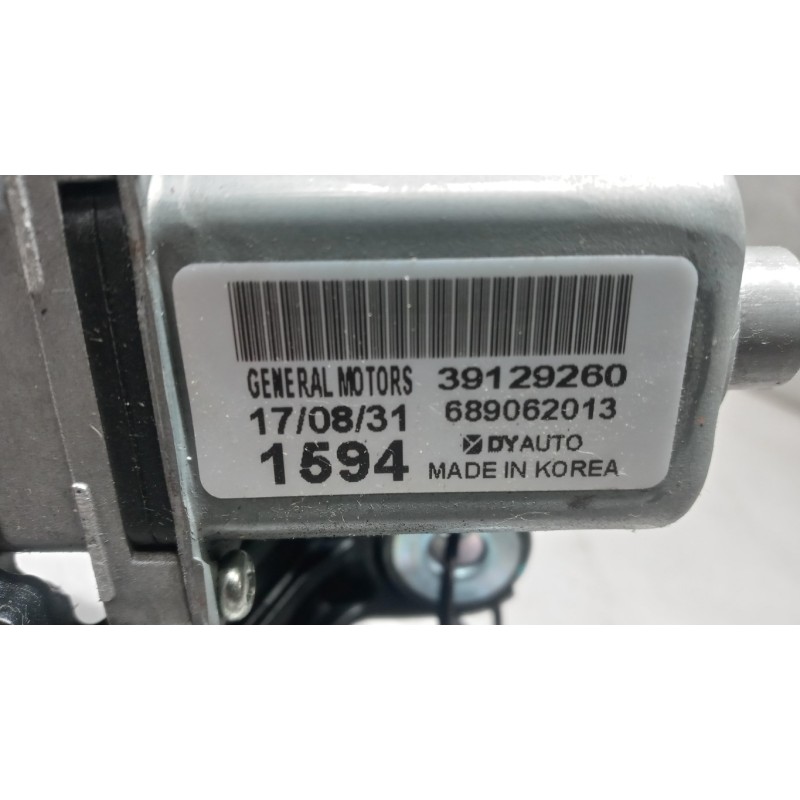 GENERAL MOTORS 39129260
17/08/31 689062013
1594 DYAUTO
MADE IN KOREA